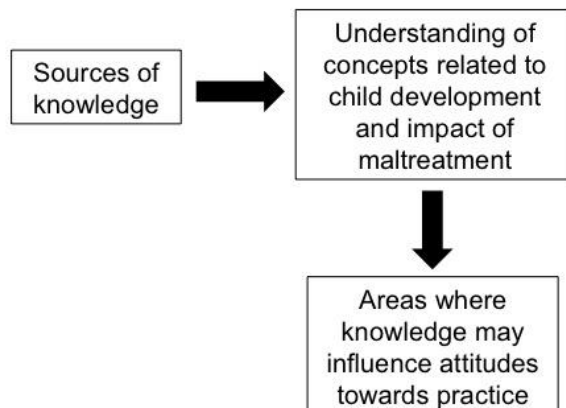 Sources of
knowledge
Understanding of
concepts related to
child development
and impact of
maltreatment
Areas where
knowledge may
influence attitudes
towards practice